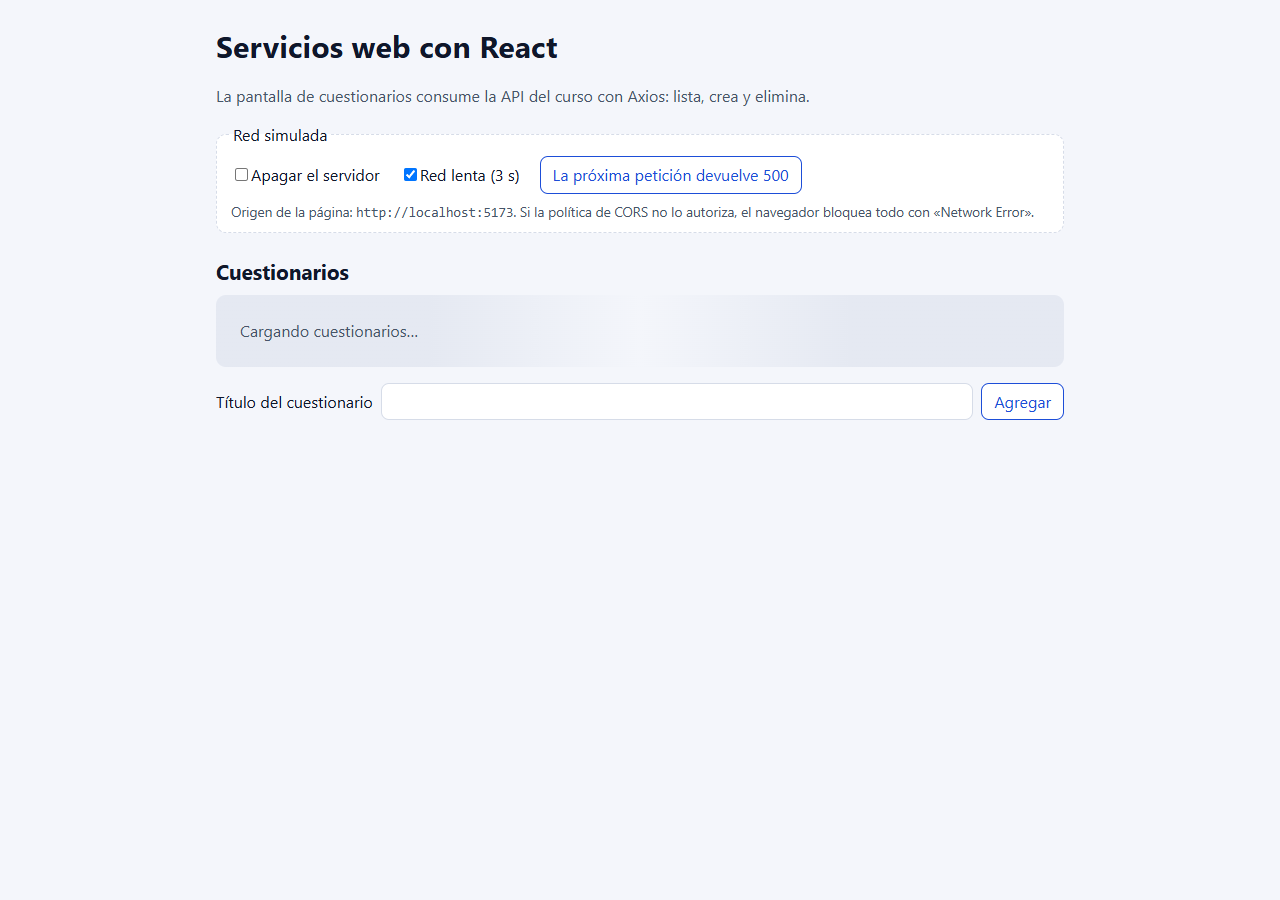 Servicios web con React
La pantalla de cuestionarios consume la API del curso con Axios: lista, crea y elimina.
Red simulada
Apagar el servidor
Red lenta (3 s)
La próxima petición devuelve 500
Origen de la página: http://localhost:5173. Si la política de CORS no lo autoriza, el navegador bloquea todo con «Network Error».
Cuestionarios
Cargando cuestionarios...
Título del cuestionario
Agregar